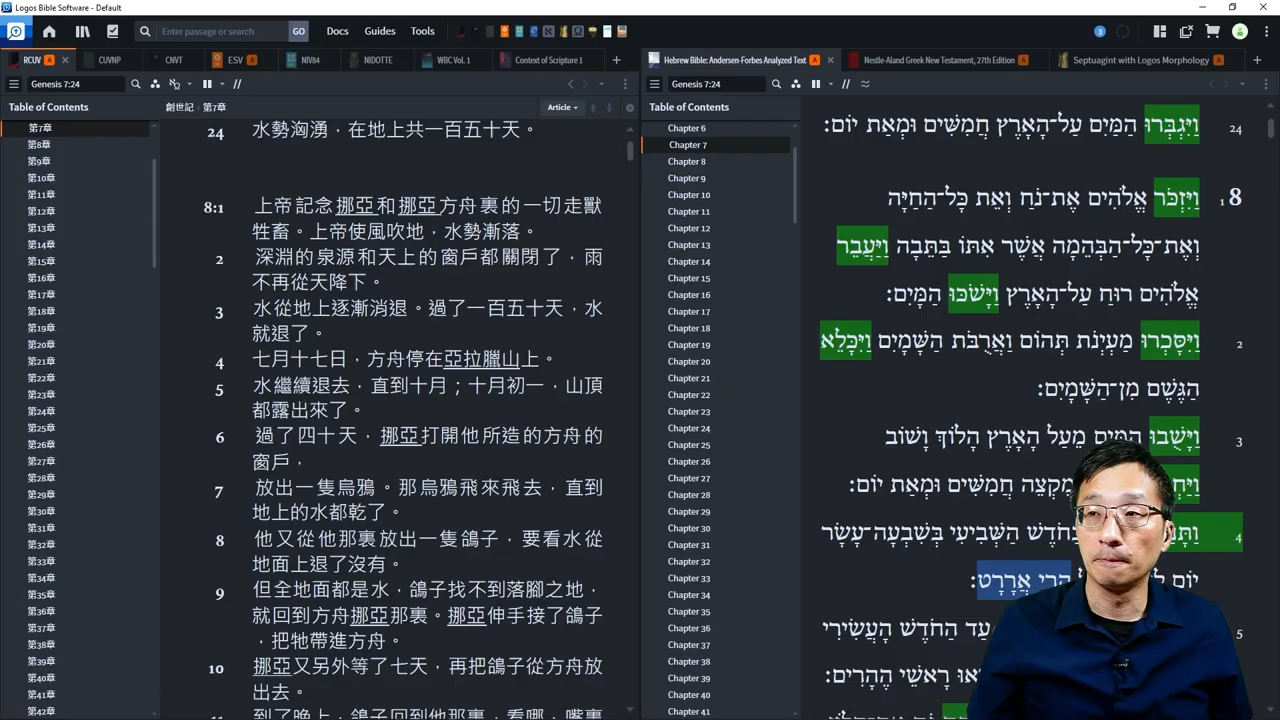 Logos Bible Software - Default
Enter passage or search
GO
Docs
Guides
Tools
3
RCUV A
CUNP
CNVT
ESV A
NIV84
NIDOTTE
WBC Vol. 1
Context of Scripture 1
Hebrew Bible: Andersen-Forbes Analyzed Text A
Nestle-Aland Greek New Testament, 27th Edition A
Septuagint with Logos Morphology A
Genesis 7:24
Genesis 7:24
Table of Contents
第7章
第8章
第9章
第10章
第11章
第12章
第13章
第14章
第15章
第16章
第17章
第18章
第19章
第20章
第21章
第22章
第23章
第24章
第25章
第26章
第27章
第28章
第29章
第30章
第31章
第32章
第33章
第34章
第35章
第36章
第37章
第38章
第39章
第40章
第41章
第42章
創世記 › 第7章
Article
24 水勢洶湧，在地上共一百五十天。
8:1 上帝記念挪亞和挪亞方舟裏的一切走獸
牲畜。上帝使風吹地，水勢漸落。
2 深淵的泉源和天上的窗戶都關閉了，雨
不再從天降下。
3 水從地上逐漸消退。過了一百五十天，水
就退了。
4 七月十七日，方舟停在亞拉臘山上。
5 水繼續退去，直到十月；十月初一，山頂
都露出來了。
6 過了四十天，挪亞打開他所造的方舟的
窗戶，
7 放出一隻烏鴉。那烏鴉飛來飛去，直到
地上的水都乾了。
8 他又從他那裏放出一隻鴿子，要看水從
地面上退了沒有。
9 但全地面都是水，鴿子找不到落腳之地，
就回到方舟挪亞那裏。挪亞伸手接了鴿子
，把牠帶進方舟。
10 挪亞又另外等了七天，再把鴿子從方舟放
出去。
11 到了晚上，鴿子回到他那裏，看哪，嘴裏
Table of Contents
Chapter 6
Chapter 7
Chapter 8
Chapter 9
Chapter 10
Chapter 11
Chapter 12
Chapter 13
Chapter 14
Chapter 15
Chapter 16
Chapter 17
Chapter 18
Chapter 19
Chapter 20
Chapter 21
Chapter 22
Chapter 23
Chapter 24
Chapter 25
Chapter 26
Chapter 27
Chapter 28
Chapter 29
Chapter 30
Chapter 31
Chapter 32
Chapter 33
Chapter 34
Chapter 35
Chapter 36
Chapter 37
Chapter 38
Chapter 39
Chapter 40
Chapter 41
24 וַיִּגְבְּרוּ הַמַּיִם עַל־הָאָרֶץ חֲמִשִּׁים וּמְאַת יוֹם׃
8 1 וַיִּזְכֹּר אֱלֹהִים אֶת־נֹחַ וְאֵת כָּל־הַחַיָּה
וְאֶת־כָּל־הַבְּהֵמָה אֲשֶׁר אִתּוֹ בַּתֵּבָה וַיַּעֲבֵר
אֱלֹהִים רוּחַ עַל־הָאָרֶץ וַיָּשֹׁכּוּ הַמָּיִם׃
2 וַיִּסָּכְרוּ מַעְיְנֹת תְּהוֹם וַאֲרֻבֹּת הַשָּׁמָיִם וַיִּכָּלֵא
הַגֶּשֶׁם מִן־הַשָּׁמָיִם׃
3 וַיָּשֻׁבוּ הַמַּיִם מֵעַל הָאָרֶץ הָלוֹךְ וָשׁוֹב
מִקְצֵה חֲמִשִּׁים וּמְאַת יוֹם׃
4 בַּחֹדֶשׁ הַשְּׁבִיעִי בְּשִׁבְעָה־עָשָׂר
יוֹם הָרֵי אֲרָרָט׃
5 עַד הַחֹדֶשׁ הָעֲשִׂירִי
רָאשֵׁי הֶהָרִים׃